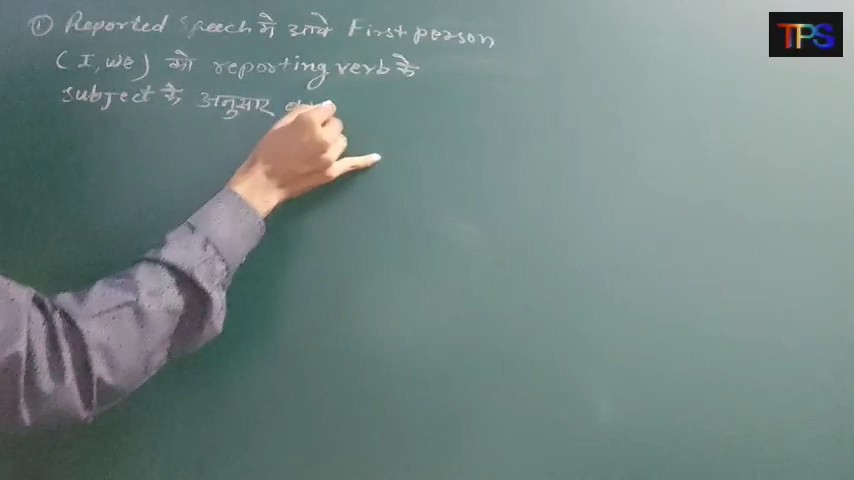 ① Reported Speech मे आये First person
(I, we) को reporting verb के
subject के अनुसार
TPS